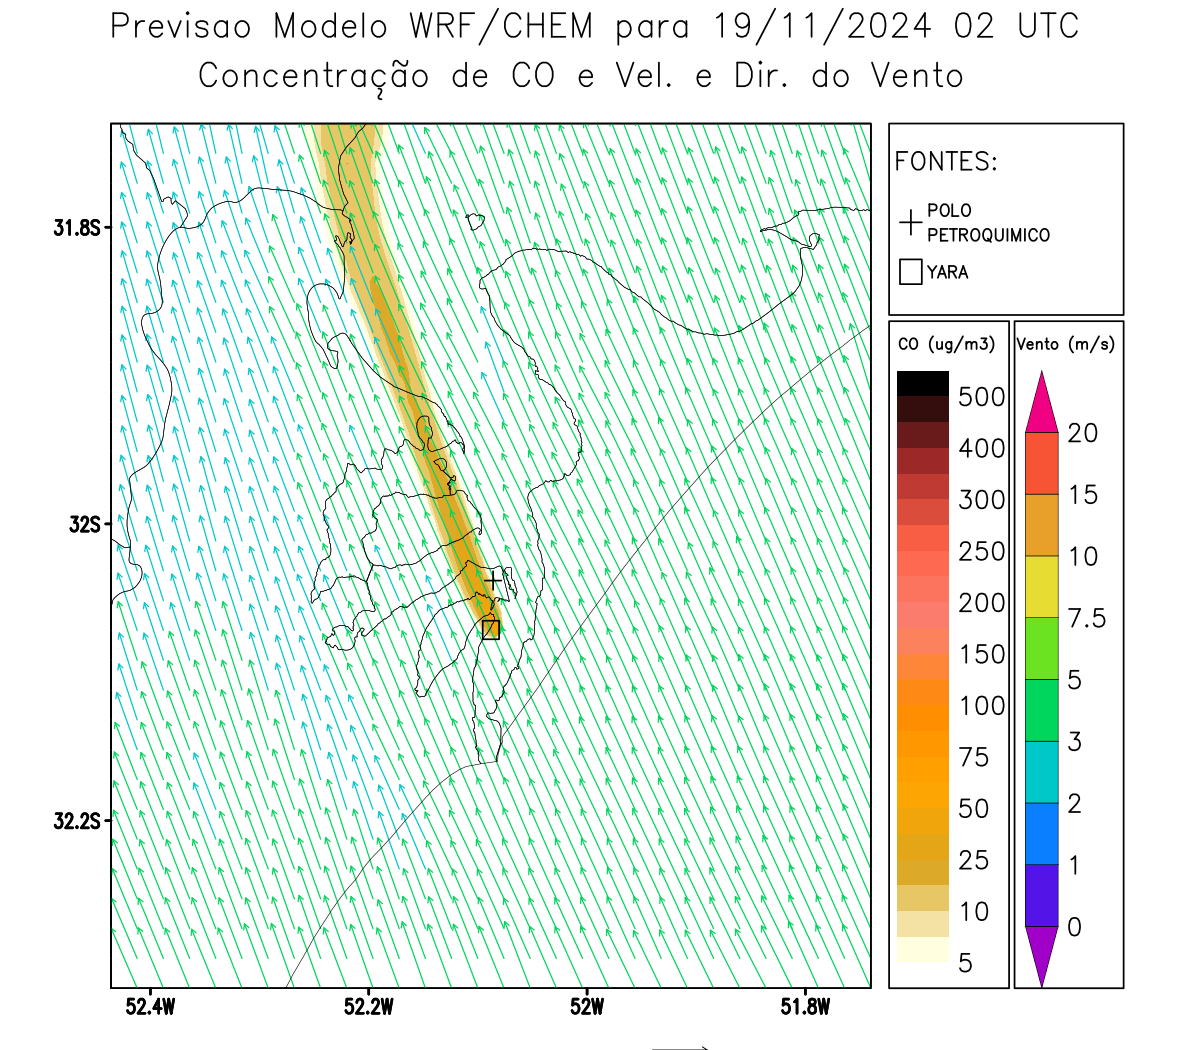 Previsao Modelo WRF/CHEM para 19/11/2024 02 UTC
Concentração de CO e Vel. e Dir. do Vento
FONTES:
POLO
PETROQUIMICO
YARA
CO (ug/m3)
500
400
300
250
200
150
100
75
50
25
10
5
Vento (m/s)
20
15
10
7.5
5
3
2
1
0
31.8S
32S
32.2S
52.4W
52.2W
52W
51.8W